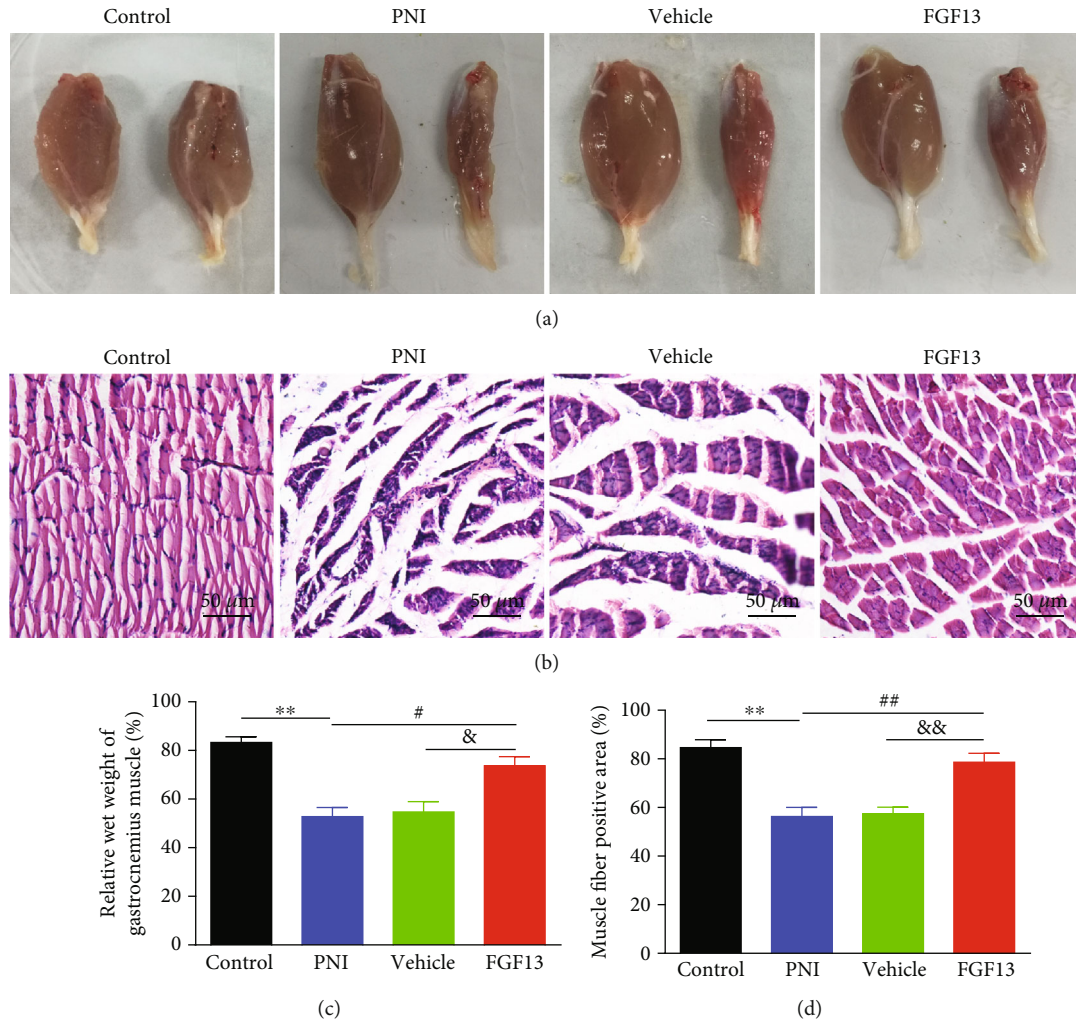 Control PNI Vehicle FGF13
(a)
Control PNI Vehicle FGF13
50 μm 50 μm 50 μm 50 μm
(b)
Relative wet weight of
gastrocnemius muscle (%)
100
80
60
40
20
0
** # &
Control PNI Vehicle FGF13
(c)
Muscle fiber positive area (%)
100
80
60
40
20
0
** ## &&
Control PNI Vehicle FGF13
(d)